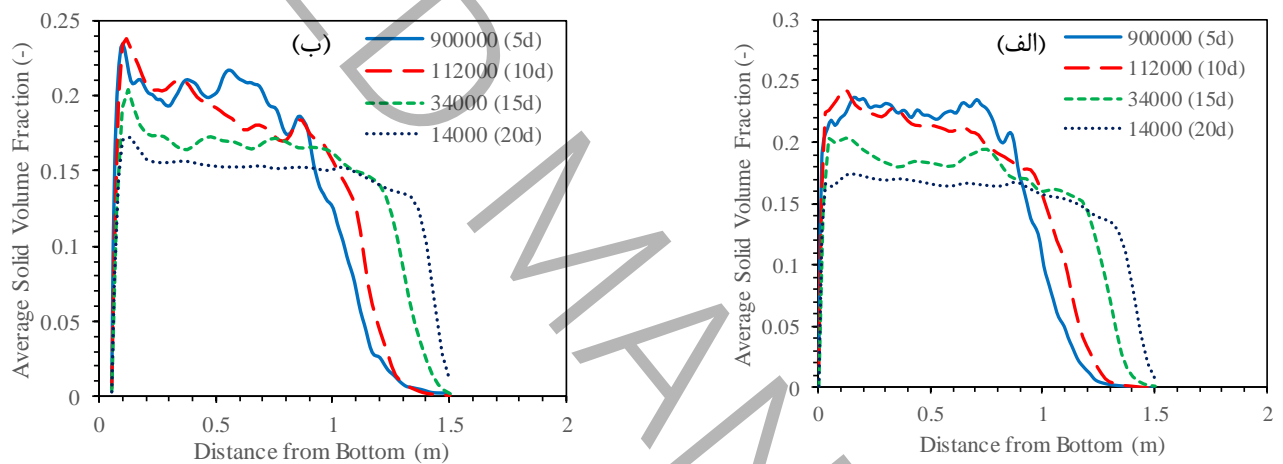 (ب)
900000 (5d)
112000 (10d)
34000 (15d)
14000 (20d)
Average Solid Volume Fraction (-)
0.25
0.2
0.15
0.1
0.05
0
0 0.5 1 1.5 2
Distance from Bottom (m)
(الف)
900000 (5d)
112000 (10d)
34000 (15d)
14000 (20d)
Average Solid Volume Fraction (-)
0.3
0.25
0.2
0.15
0.1
0.05
0
0 0.5 1 1.5 2
Distance from Bottom (m)